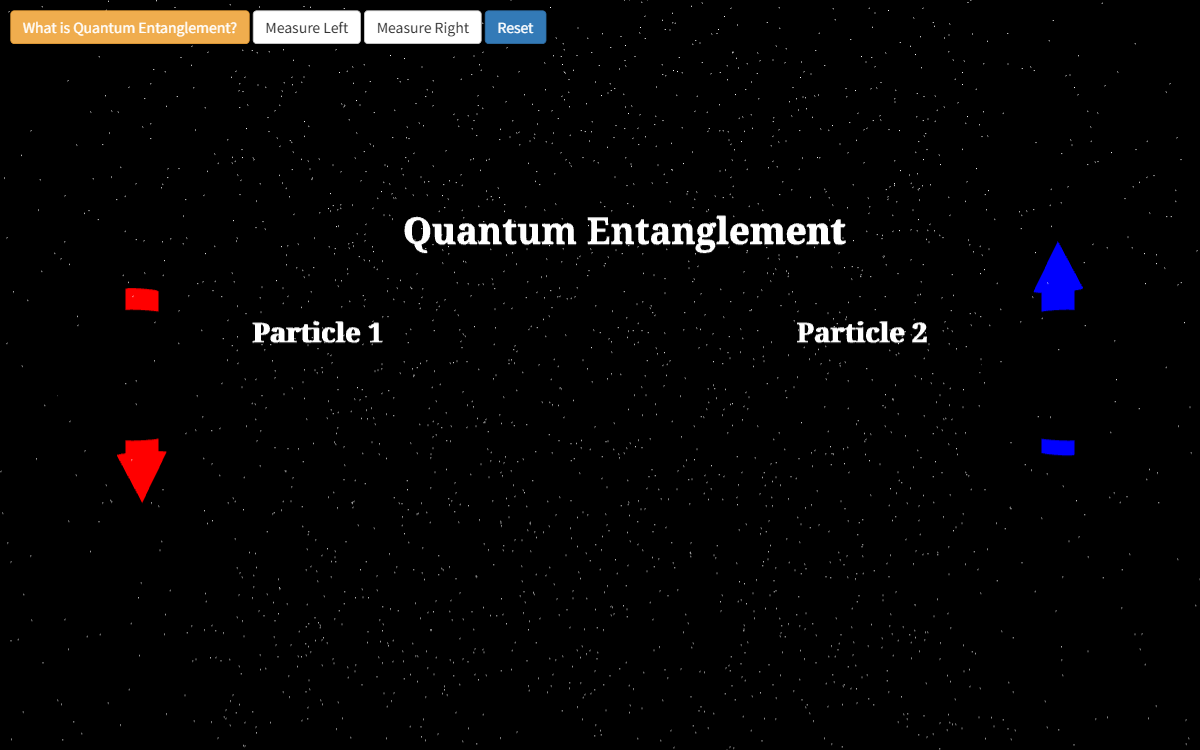 What is Quantum Entanglement? Measure Left Measure Right Reset
Quantum Entanglement
Particle 1 Particle 2